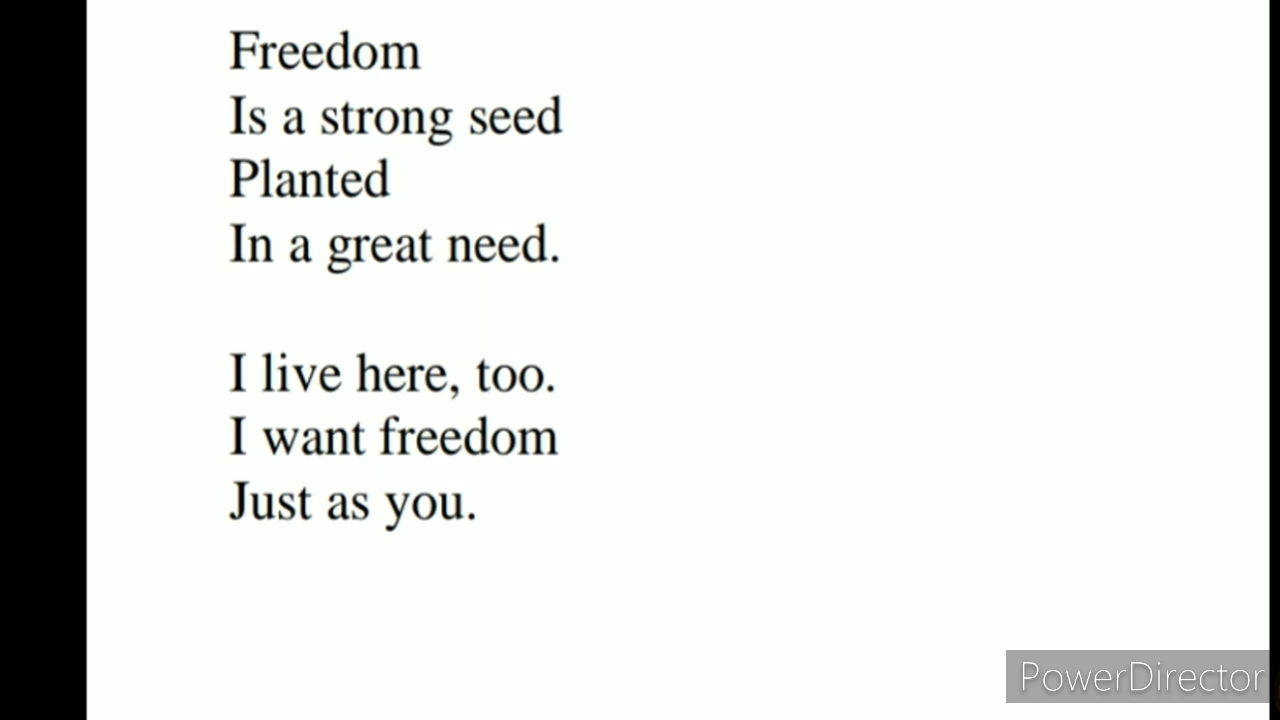 Freedom
Is a strong seed
Planted
In a great need.
I live here, too.
I want freedom
Just as you.
PowerDirector